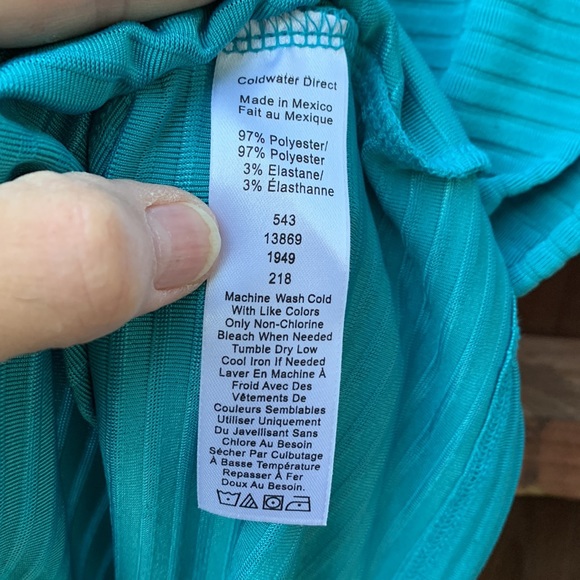 Coldwater Direct
Made in Mexico
Fait au Mexique
97% Polyester/
97% Polyester
3% Elastane/
3% Élasthanne
543
13869
1949
218
Machine Wash Cold
With Like Colors
Only Non-Chlorine
Bleach When Needed
Tumble Dry Low
Cool Iron If Needed
Laver En Machine À
Froid Avec Des
Vêtements De
Couleurs Semblables
Utiliser Uniquement
Du Javellisant Sans
Chlore Au Besoin
Sécher Par Culbutage
À Basse Température
Repasser À Fer
Doux Au Besoin.